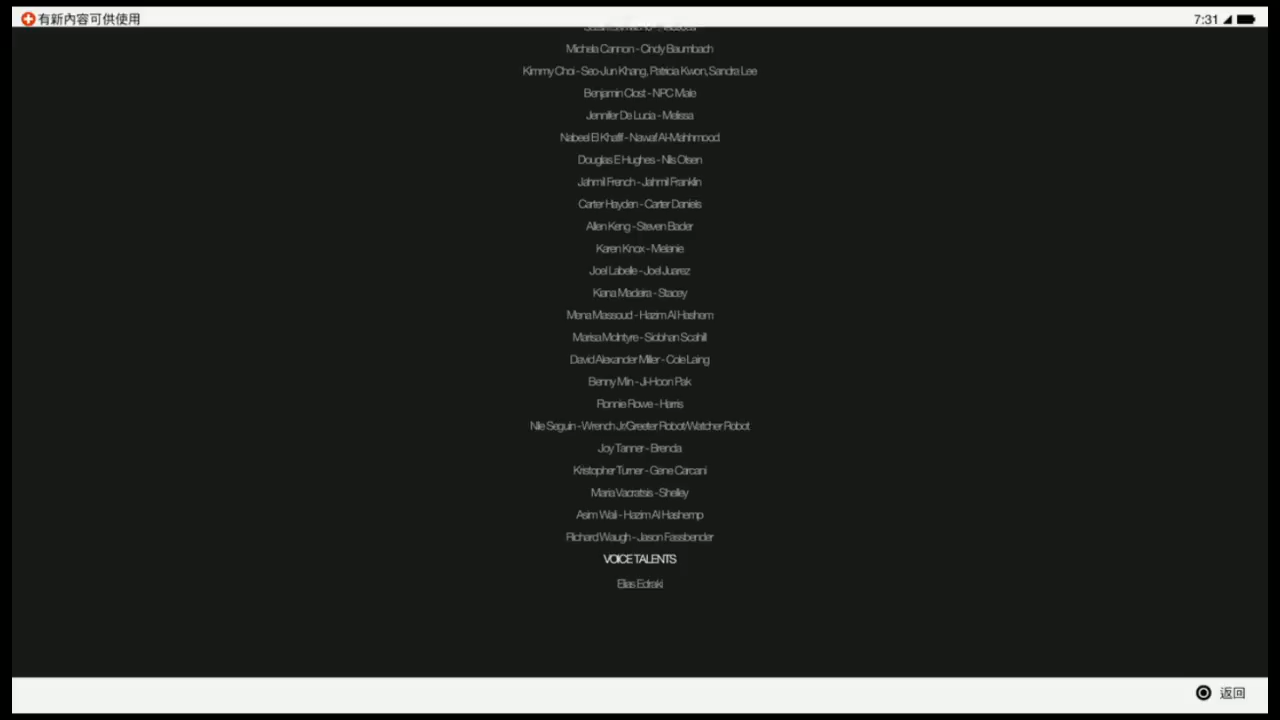 有新內容可供使用
7:31
Michela Cannon - Cindy Baumbach
Kimmy Choi - Seo-Jun Khang, Patricia Kwon, Sandra Lee
Benjamin Clost - NPC Male
Jennifer De Lucia - Melissa
Nabeel El Khafif - Nawaf Al-Mahhmood
Douglas E Hughes - Nils Olsen
Jahmil French - Jahmil Franklin
Carter Hayden - Carter Daniels
Allen Keng - Steven Bader
Karen Knox - Melanie
Joel Labelle - Joel Juarez
Kiana Madeira - Stacey
Mena Massoud - Hazim Al Hashem
Marisa McIntyre - Siobhan Scahill
David Alexander Miller - Cole Laing
Benny Min - Ji-Hoon Pak
Ronnie Rowe - Harris
Nile Seguin - Wrench Jr/Greeter Robot/Watcher Robot
Joy Tanner - Brenda
Kristopher Turner - Gene Carcani
Maria Vacratsis - Shelley
Asim Wali - Hazim Al Hashemp
Richard Waugh - Jason Fassbender
VOICE TALENTS
Elias Edraki
返回